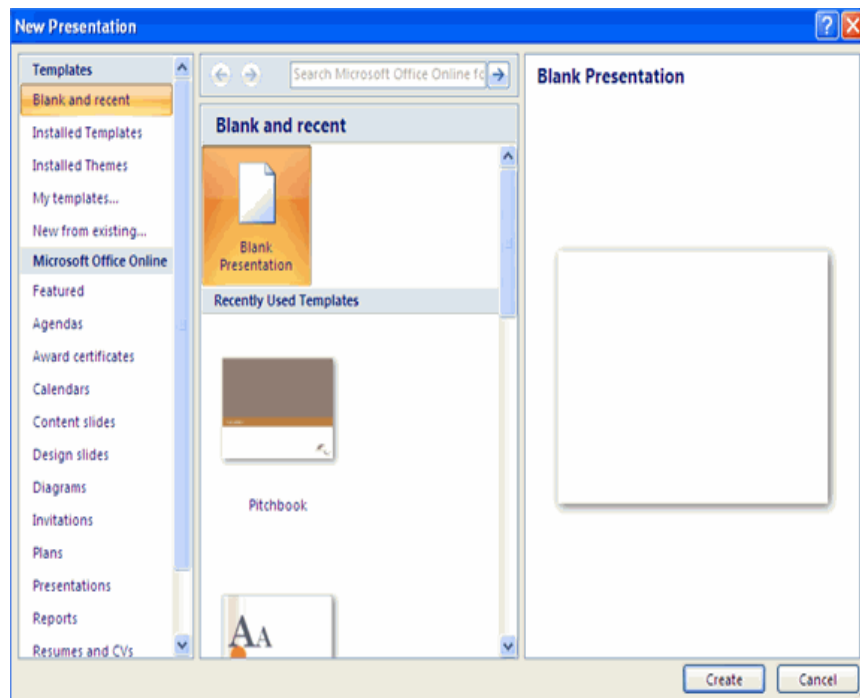 New Presentation
Templates
Blank and recent
Installed Templates
Installed Themes
My templates...
New from existing...
Microsoft Office Online
Featured
Agendas
Award certificates
Calendars
Content slides
Design slides
Diagrams
Invitations
Plans
Presentations
Reports
Resumes and CVs
Search Microsoft Office Online fo
Blank and recent
Blank
Presentation
Recently Used Templates
Pitchbook
AA
Blank Presentation
Create
Cancel